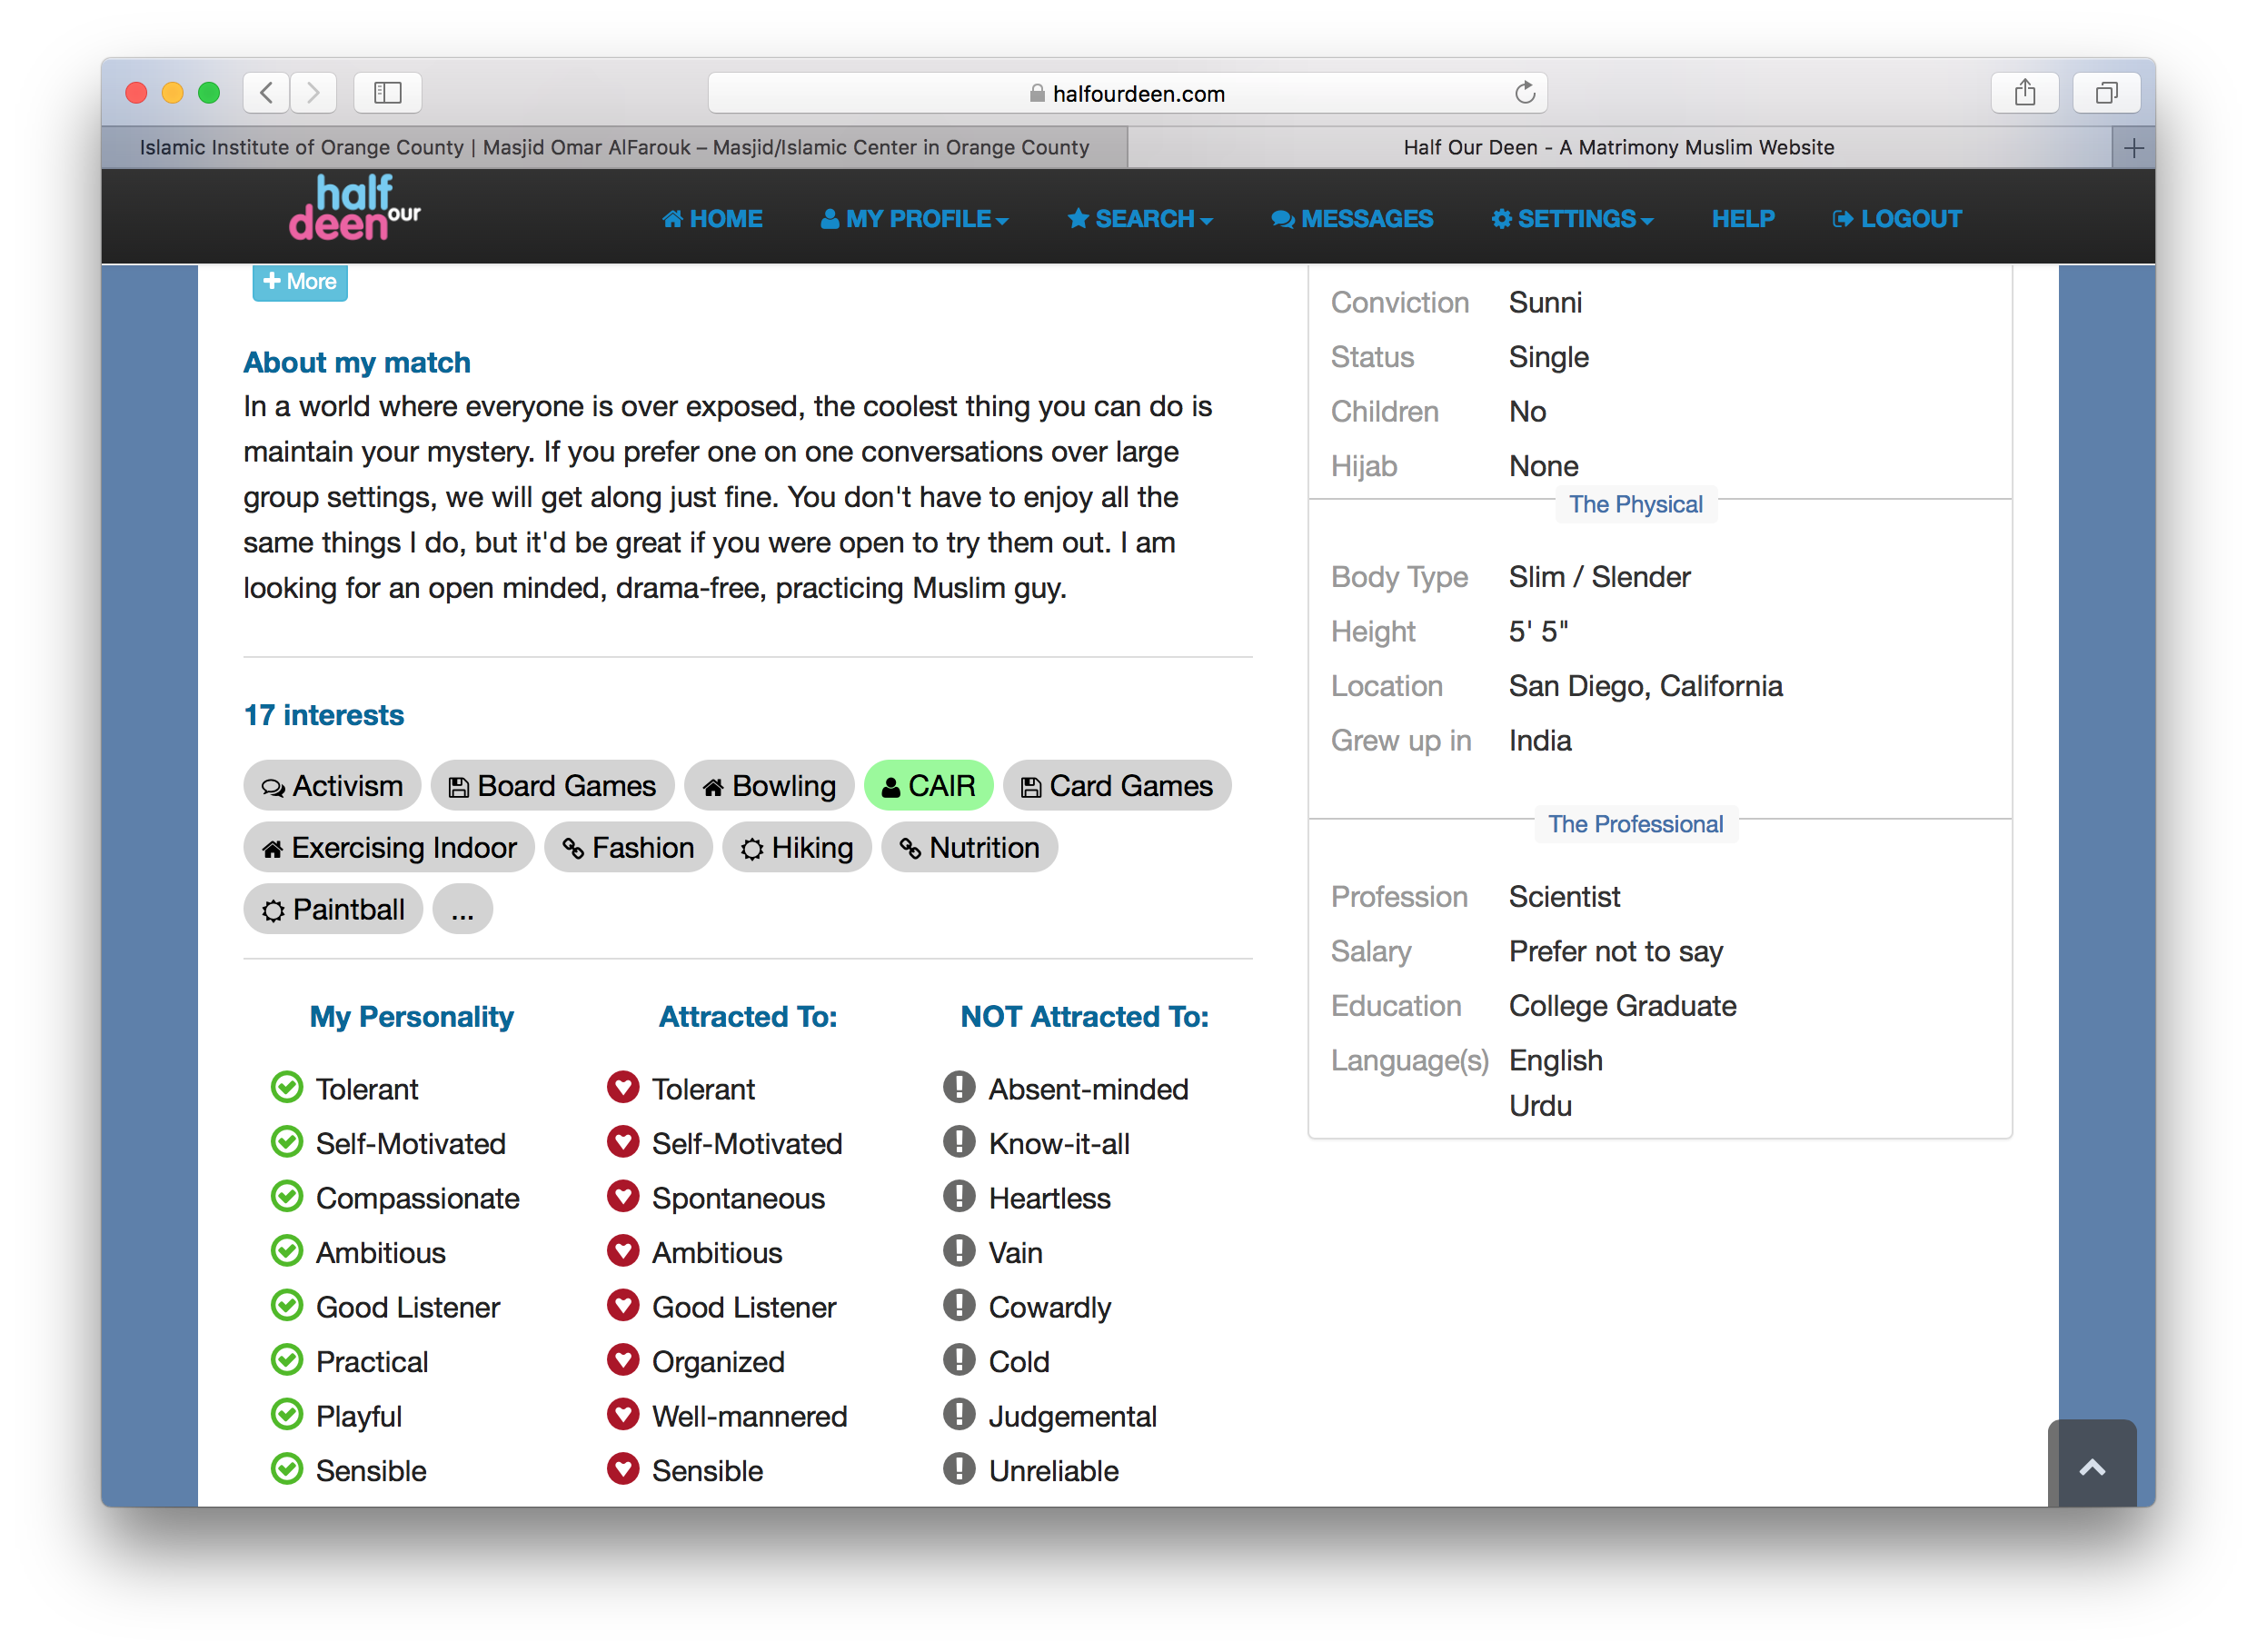 halfourdeen.com
Islamic Institute of Orange County | Masjid Omar AlFarouk – Masjid/Islamic Center in Orange County
Half Our Deen - A Matrimony Muslim Website
half
deen our
HOME
MY PROFILE
SEARCH
MESSAGES
SETTINGS
HELP
LOGOUT
More
About my match
In a world where everyone is over exposed, the coolest thing you can do is
maintain your mystery. If you prefer one on one conversations over large
group settings, we will get along just fine. You don't have to enjoy all the
same things I do, but it'd be great if you were open to try them out. I am
looking for an open minded, drama-free, practicing Muslim guy.
17 interests
Activism Board Games Bowling CAIR Card Games
Exercising Indoor Fashion Hiking Nutrition
Paintball ...
My Personality
Tolerant
Self-Motivated
Compassionate
Ambitious
Good Listener
Practical
Playful
Sensible
Attracted To:
Tolerant
Self-Motivated
Spontaneous
Ambitious
Good Listener
Organized
Well-mannered
Sensible
NOT Attracted To:
Absent-minded
Know-it-all
Heartless
Vain
Cowardly
Cold
Judgemental
Unreliable
Conviction Sunni
Status Single
Children No
Hijab None
The Physical
Body Type Slim / Slender
Height 5' 5"
Location San Diego, California
Grew up in India
The Professional
Profession Scientist
Salary Prefer not to say
Education College Graduate
Language(s) English
Urdu